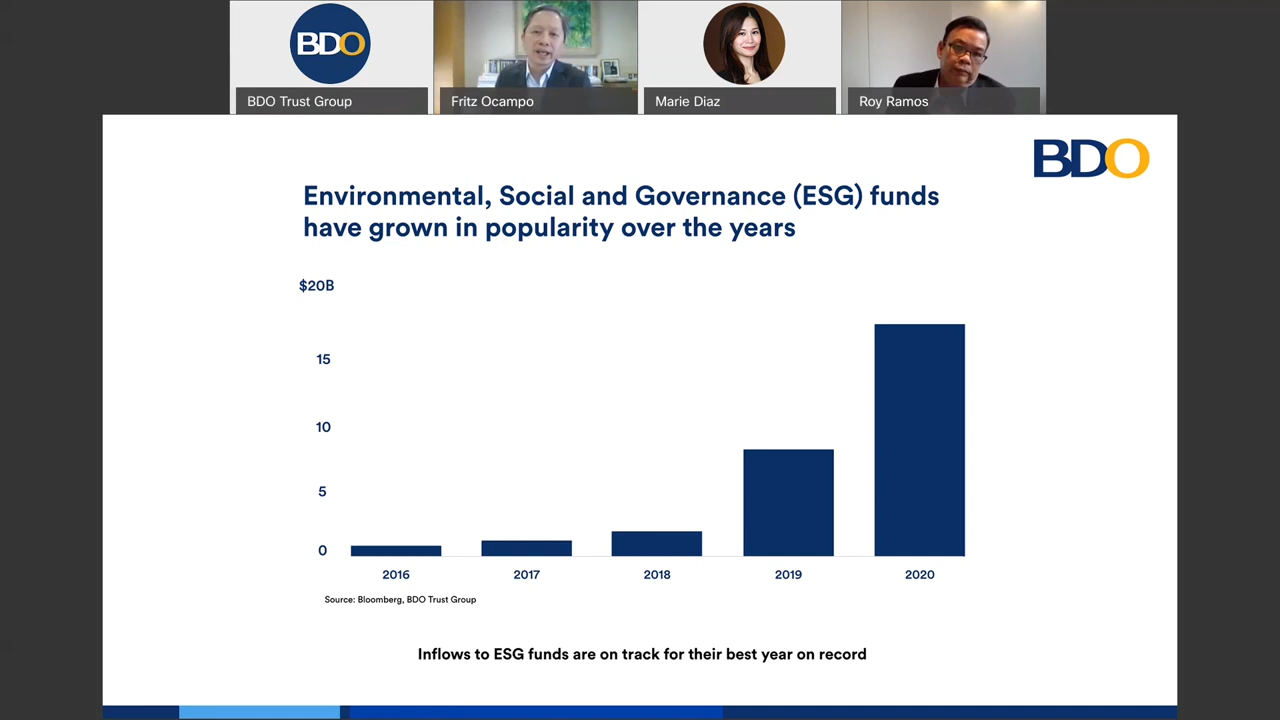 BDO
BDO Trust Group
Fritz Ocampo
Marie Diaz
Roy Ramos
BDO
Environmental, Social and Governance (ESG) funds
have grown in popularity over the years
$20B
15
10
5
0
2016
2017
2018
2019
2020
Source: Bloomberg, BDO Trust Group
Inflows to ESG funds are on track for their best year on record